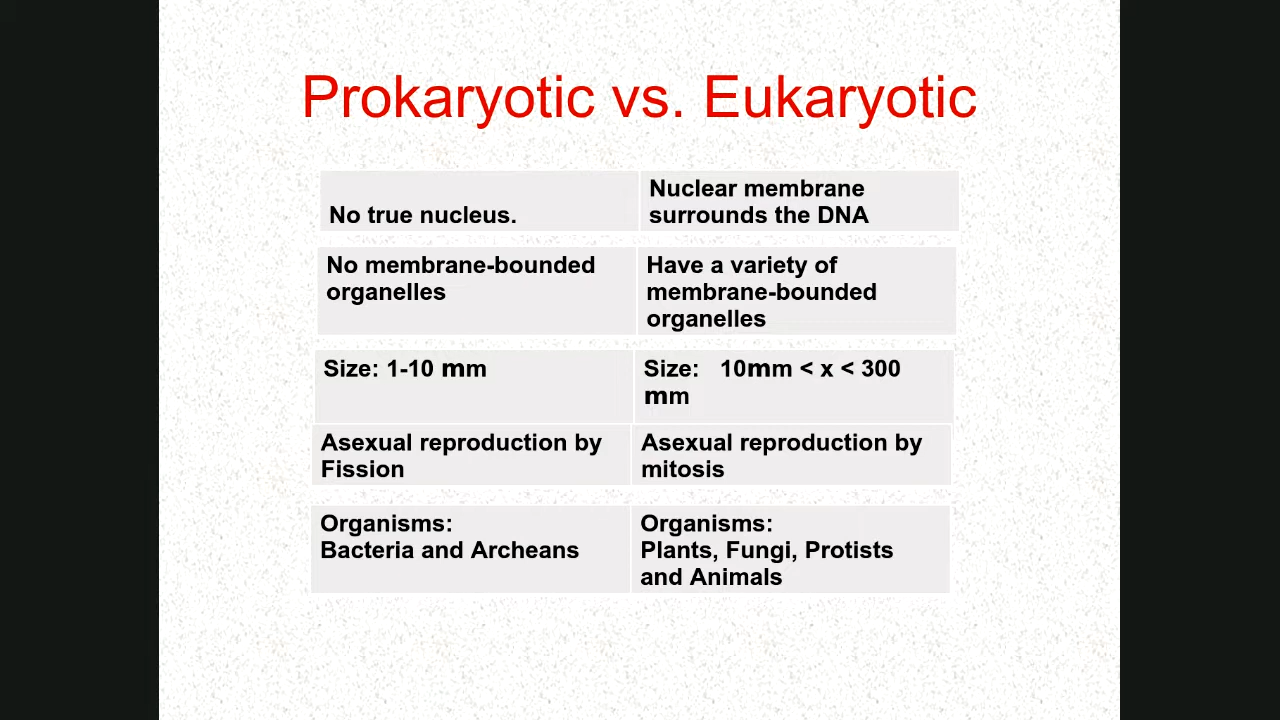 Prokaryotic vs. Eukaryotic
No true nucleus.
Nuclear membrane
surrounds the DNA
No membrane-bounded
organelles
Have a variety of
membrane-bounded
organelles
Size: 1-10 mm
Size: 10mm < x < 300
mm
Asexual reproduction by
Fission
Asexual reproduction by
mitosis
Organisms:
Bacteria and Archeans
Organisms:
Plants, Fungi, Protists
and Animals